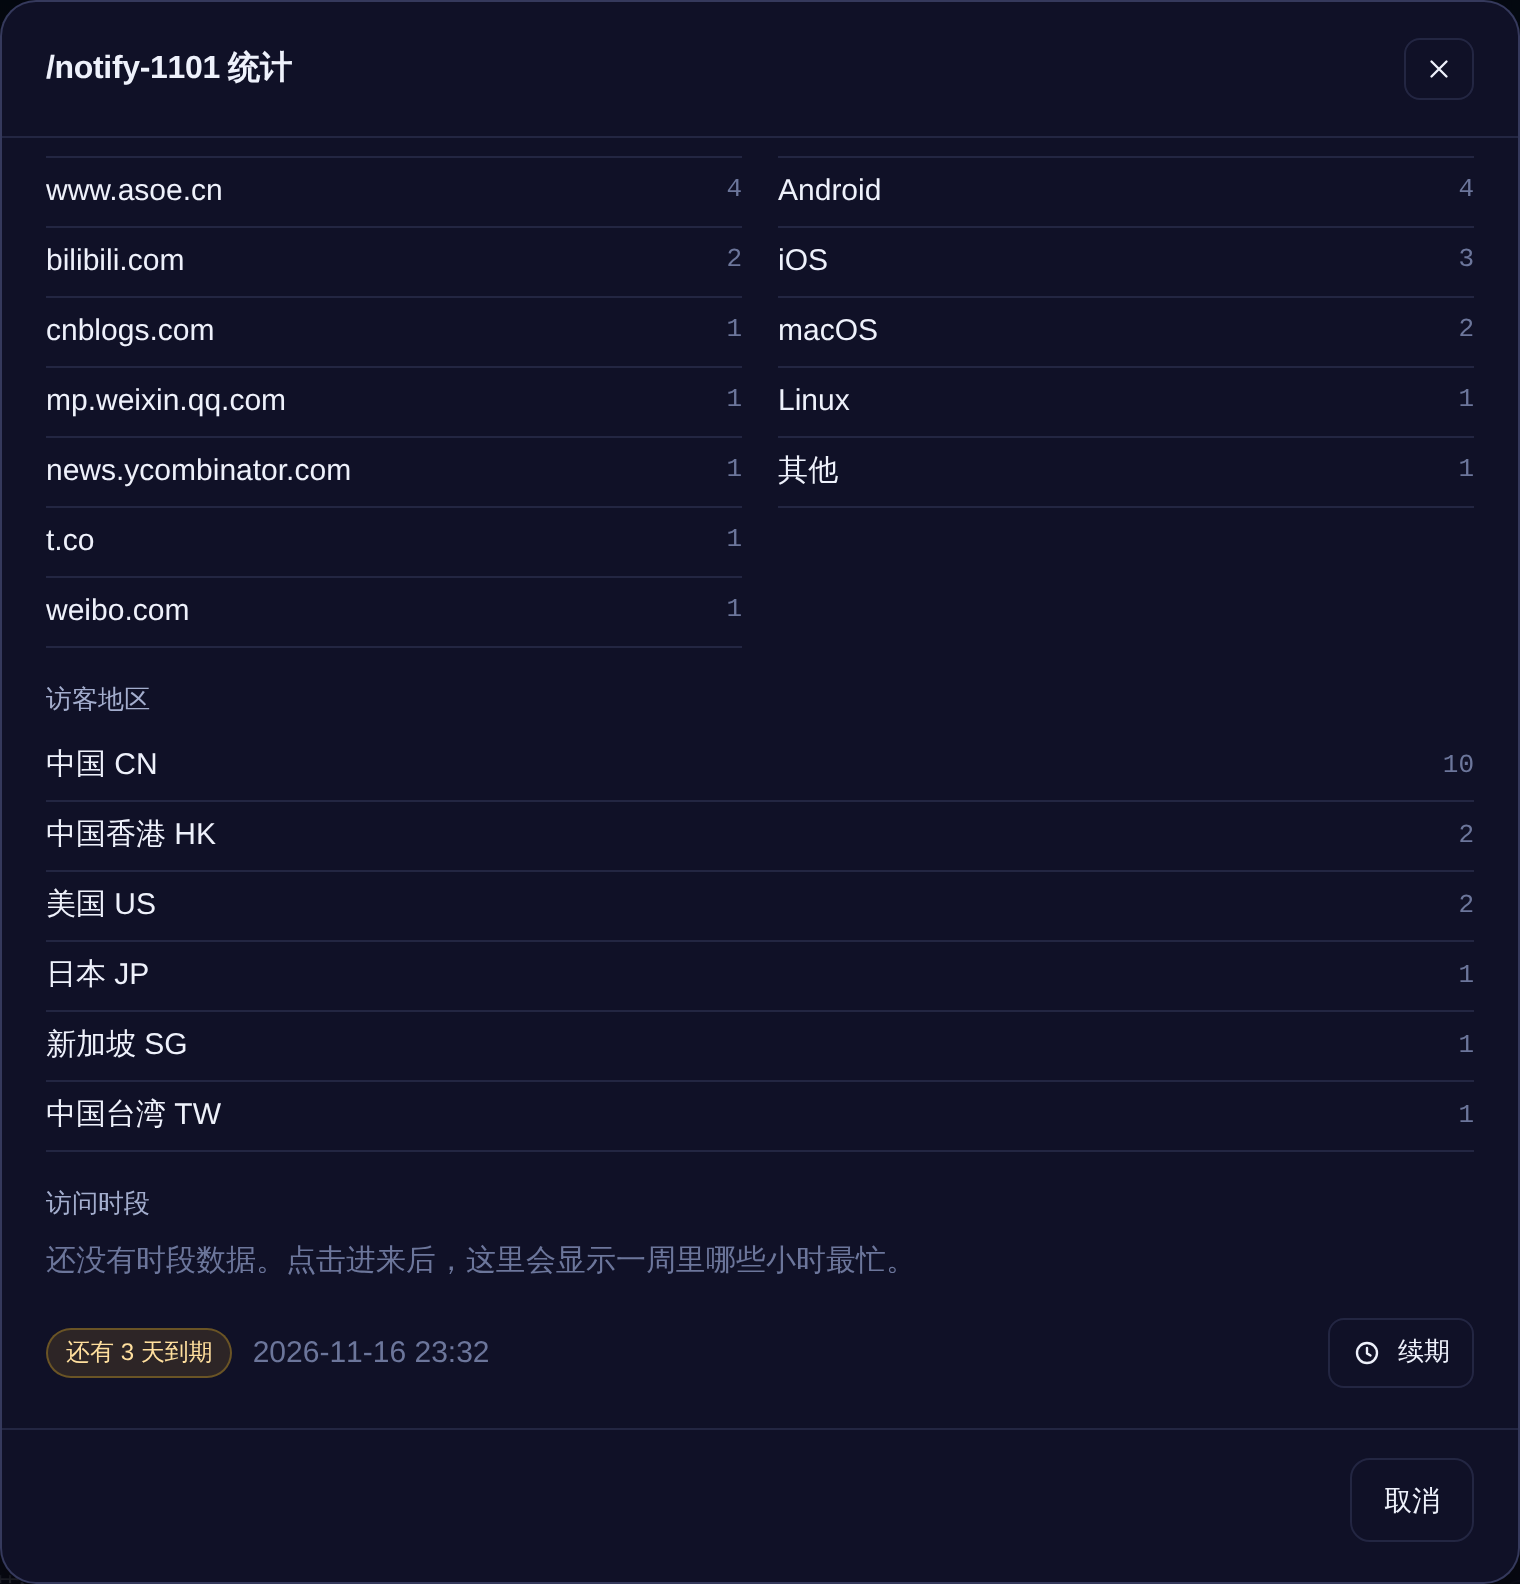 /notify-1101 统计
www.asoe.cn 4
Android 4
bilibili.com 2
iOS 3
cnblogs.com 1
macOS 2
mp.weixin.qq.com 1
Linux 1
news.ycombinator.com 1
其他 1
t.co 1
weibo.com 1
访客地区
中国 CN 10
中国香港 HK 2
美国 US 2
日本 JP 1
新加坡 SG 1
中国台湾 TW 1
访问时段
还没有时段数据。点击进来后，这里会显示一周里哪些小时最忙。
还有 3 天到期 2026-11-16 23:32
续期
取消